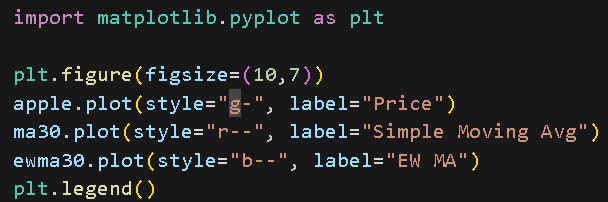 import matplotlib.pyplot as plt
plt.figure(figsize=(10,7))
apple.plot(style="g-", label="Price")
ma30.plot(style="r--", label="Simple Moving Avg")
ewma30.plot(style="b--", label="EW MA")
plt.legend()